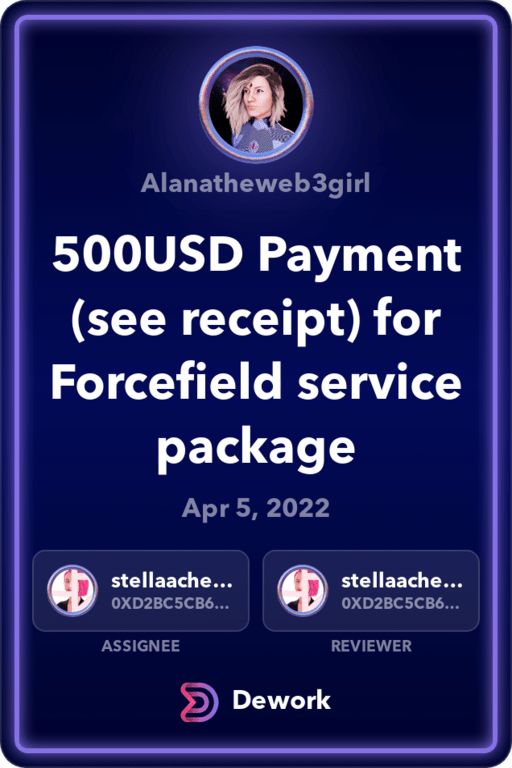 Alanatheweb3girl
500USD Payment
(see receipt) for
Forcefield service
package
Apr 5, 2022
stellaache...
0XD2BC5CB6...
ASSIGNEE
stellaache...
0XD2BC5CB6...
REVIEWER
Dework